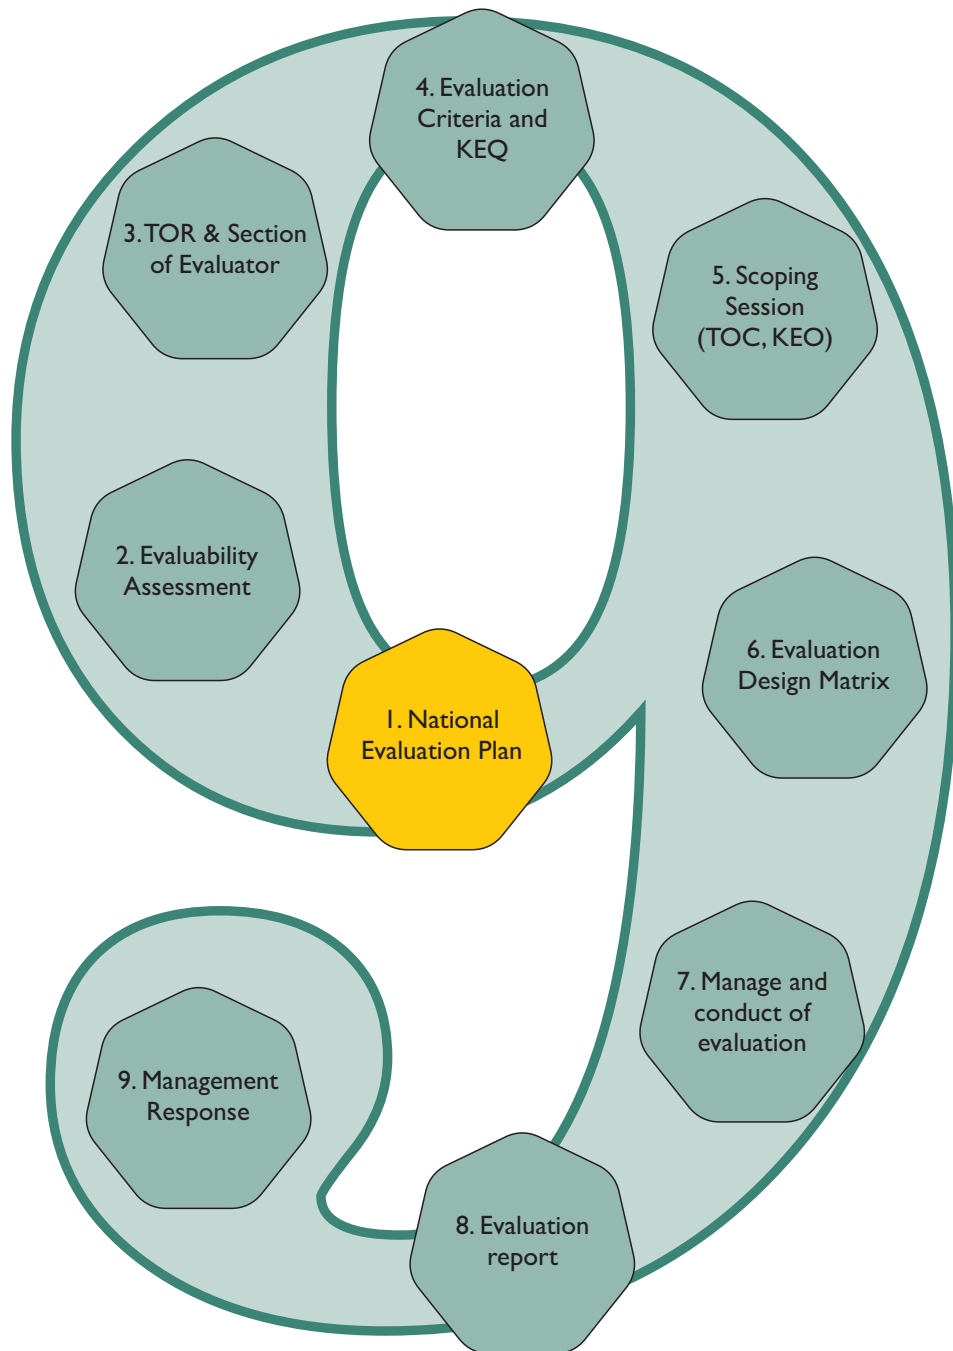 1. National
Evaluation Plan
2. Evaluability
Assessment
3. TOR & Section
of Evaluator
4. Evaluation
Criteria and
KEQ
5. Scoping
Session
(TOC, KEO)
6. Evaluation
Design Matrix
7. Manage and
conduct of
evaluation
8. Evaluation
report
9. Management
Response